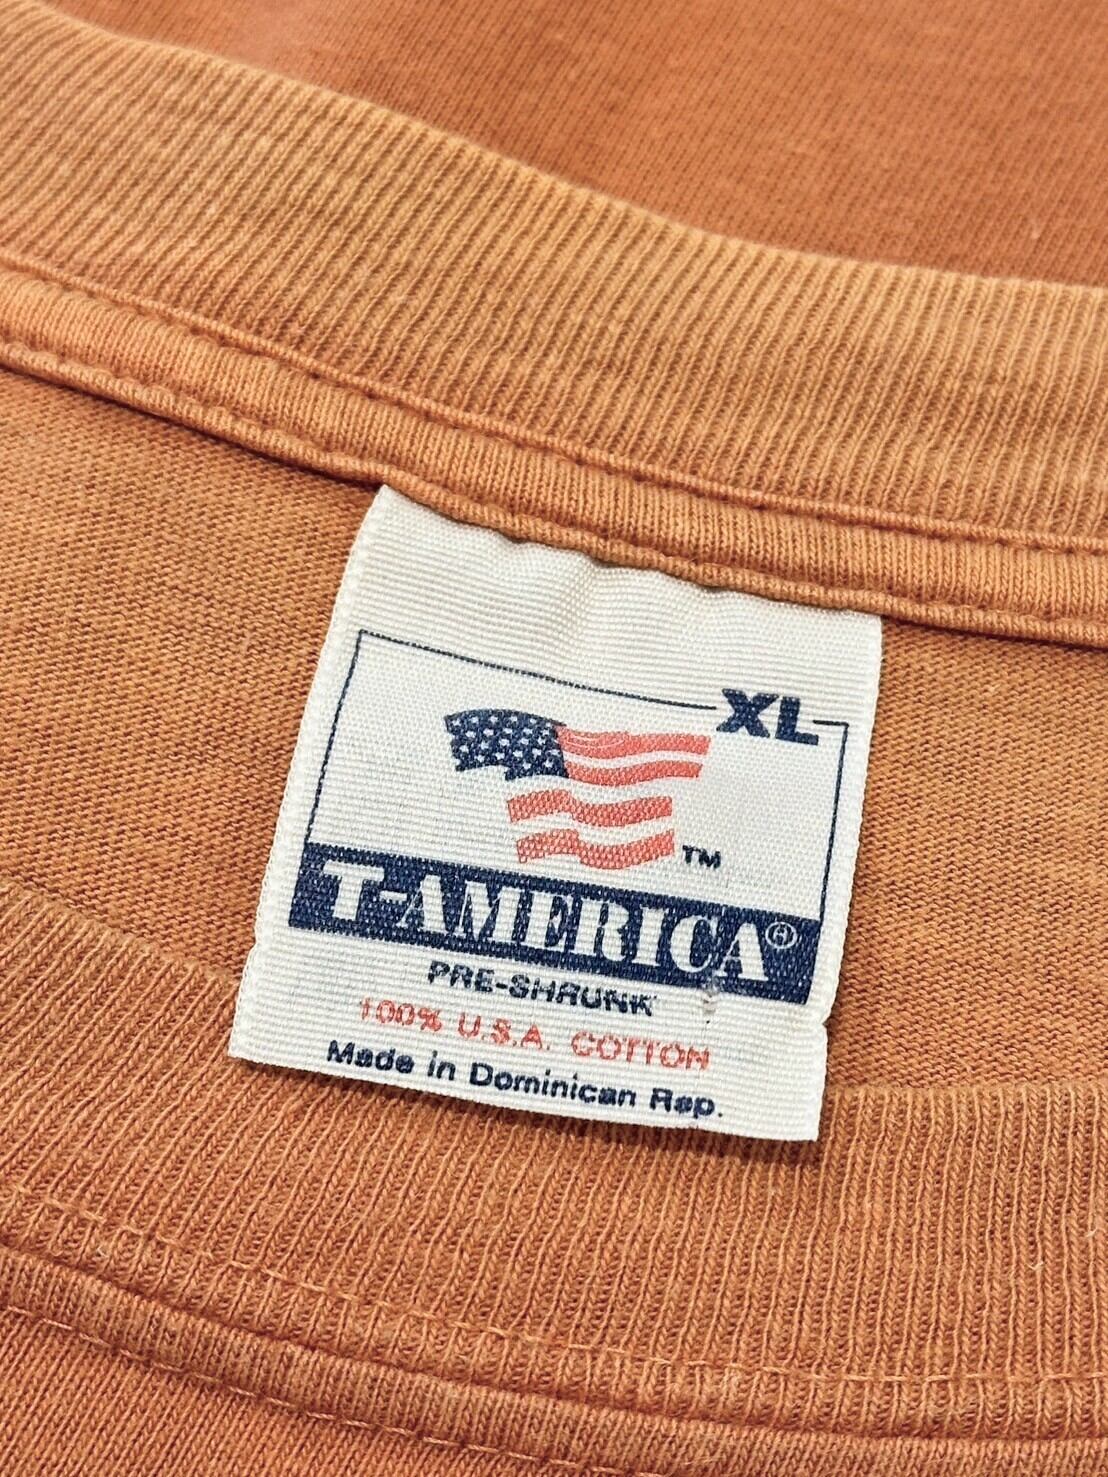 XL
TM
T-AMERICA®
PRE-SHRUNK
100% U.S.A. COTTON
Made in Dominican Rep.